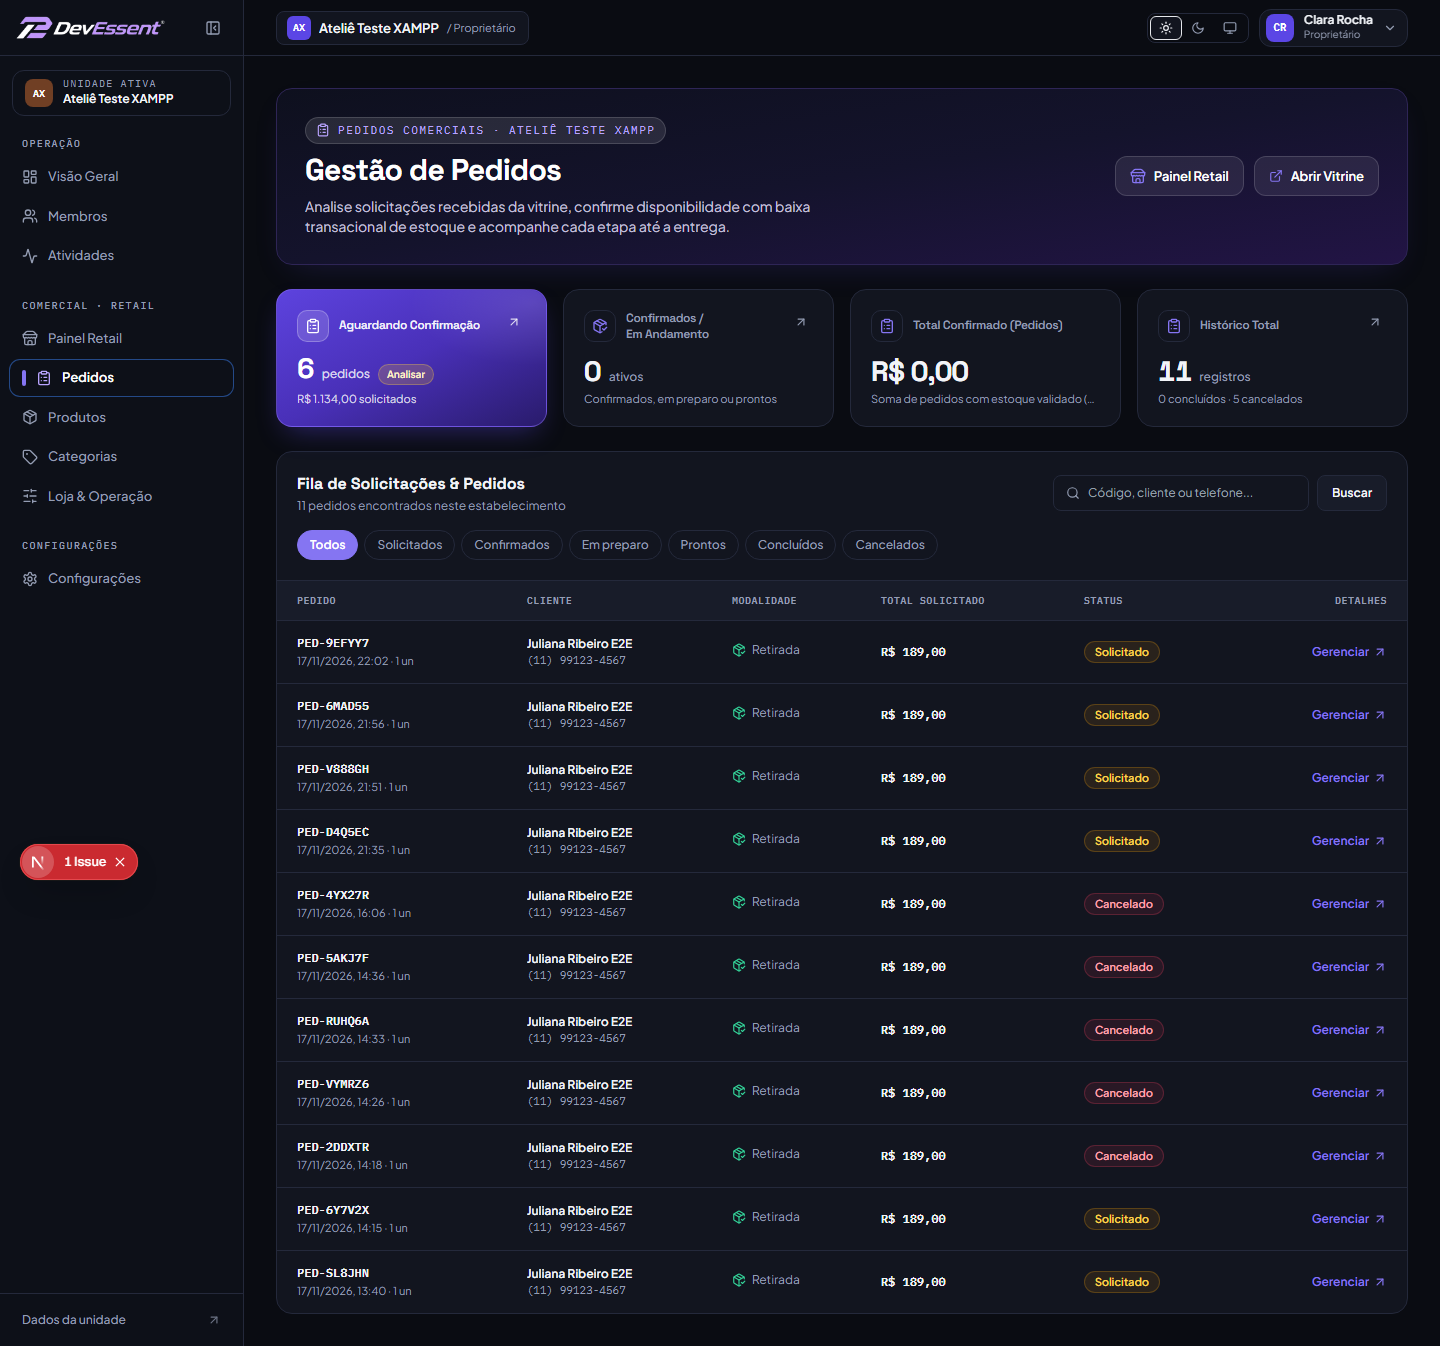 DevEssent
AX
Ateliê Teste XAMPP
/ Proprietário
CR
Clara Rocha
Proprietário
AX
UNIDADE ATIVA
Ateliê Teste XAMPP
OPERAÇÃO
Visão Geral
Membros
Atividades
COMERCIAL · RETAIL
Painel Retail
Pedidos
Produtos
Categorias
Loja & Operação
CONFIGURAÇÕES
Configurações
N
1 Issue
Dados da unidade
PEDIDOS COMERCIAIS · ATELIÊ TESTE XAMPP
Gestão de Pedidos
Analise solicitações recebidas da vitrine, confirme disponibilidade com baixa
transacional de estoque e acompanhe cada etapa até a entrega.
Painel Retail
Abrir Vitrine
Aguardando Confirmação
6 pedidos Analisar
R$ 1.134,00 solicitados
Confirmados /
Em Andamento
0 ativos
Confirmados, em preparo ou prontos
Total Confirmado (Pedidos)
R$ 0,00
Soma de pedidos com estoque validado (...
Histórico Total
11 registros
0 concluídos · 5 cancelados
Fila de Solicitações & Pedidos
11 pedidos encontrados neste estabelecimento
Código, cliente ou telefone...
Buscar
Todos Solicitados Confirmados Em preparo Prontos Concluídos Cancelados
PEDIDO CLIENTE MODALIDADE TOTAL SOLICITADO STATUS DETALHES
PED-9EFYY7 Juliana Ribeiro E2E Retirada R$ 189,00 Solicitado Gerenciar
17/11/2026, 22:02 · 1 un (11) 99123-4567
PED-6MAD55 Juliana Ribeiro E2E Retirada R$ 189,00 Solicitado Gerenciar
17/11/2026, 21:56 · 1 un (11) 99123-4567
PED-V888GH Juliana Ribeiro E2E Retirada R$ 189,00 Solicitado Gerenciar
17/11/2026, 21:51 · 1 un (11) 99123-4567
PED-D4Q5EC Juliana Ribeiro E2E Retirada R$ 189,00 Solicitado Gerenciar
17/11/2026, 21:35 · 1 un (11) 99123-4567
PED-4YX27R Juliana Ribeiro E2E Retirada R$ 189,00 Cancelado Gerenciar
17/11/2026, 16:06 · 1 un (11) 99123-4567
PED-5AKJ7F Juliana Ribeiro E2E Retirada R$ 189,00 Cancelado Gerenciar
17/11/2026, 14:36 · 1 un (11) 99123-4567
PED-RUHQ6A Juliana Ribeiro E2E Retirada R$ 189,00 Cancelado Gerenciar
17/11/2026, 14:33 · 1 un (11) 99123-4567
PED-VYMRZ6 Juliana Ribeiro E2E Retirada R$ 189,00 Cancelado Gerenciar
17/11/2026, 14:26 · 1 un (11) 99123-4567
PED-2DDXTR Juliana Ribeiro E2E Retirada R$ 189,00 Cancelado Gerenciar
17/11/2026, 14:18 · 1 un (11) 99123-4567
PED-6Y7V2X Juliana Ribeiro E2E Retirada R$ 189,00 Solicitado Gerenciar
17/11/2026, 14:15 · 1 un (11) 99123-4567
PED-SL8JHN Juliana Ribeiro E2E Retirada R$ 189,00 Solicitado Gerenciar
17/11/2026, 13:40 · 1 un (11) 99123-4567